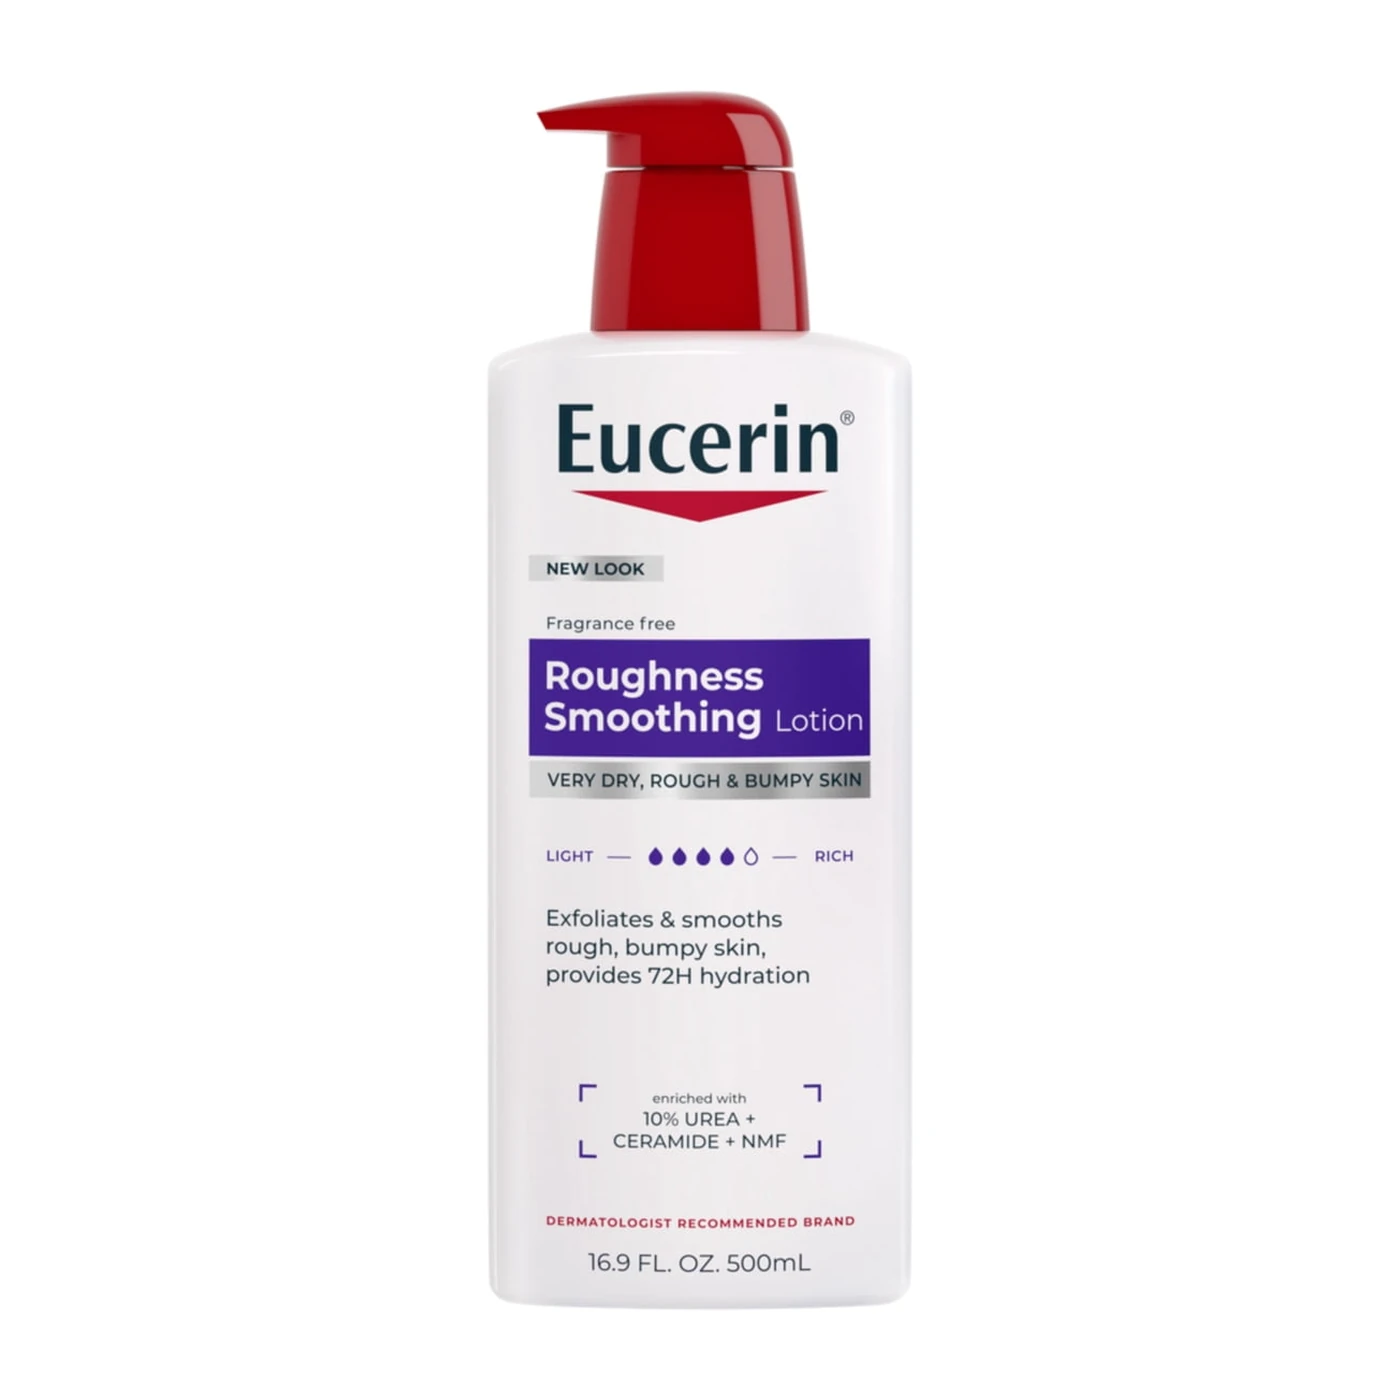 Eucerin®
NEW LOOK
Fragrance free
Roughness
Smoothing Lotion
VERY DRY, ROUGH & BUMPY SKIN
LIGHT — — RICH
Exfoliates & smooths
rough, bumpy skin,
provides 72H hydration
enriched with
10% UREA +
CERAMIDE + NMF
DERMATOLOGIST RECOMMENDED BRAND
16.9 FL. OZ. 500mL